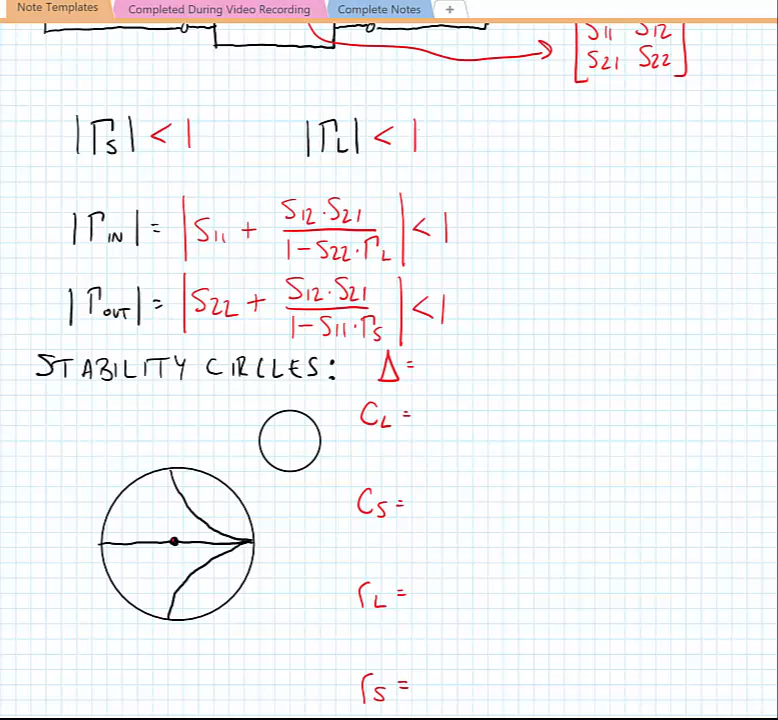 Note Templates Completed During Video Recording Complete Notes +
S11 S12
S21 S22
|Γs| < 1 |ΓL| < 1
|ΓIN| = |S11 + S12·S21 / 1-S22·ΓL| < 1
|ΓOUT| = |S22 + S12·S21 / 1-S11·Γs| < 1
STABILITY CIRCLES: Δ=
CL =
CS =
rL =
rS =